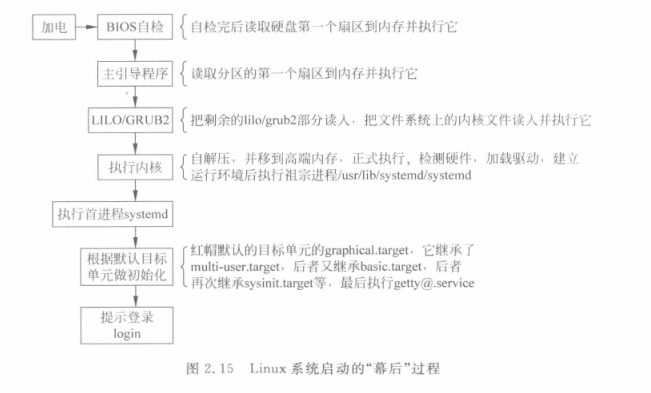 加电
BIOS自检
自检完后读取硬盘第一个扇区到内存并执行它
主引导程序
读取分区的第一个扇区到内存并执行它
LILO/GRUB2
把剩余的lilo/grub2部分读入，把文件系统上的内核文件读入并执行它
执行内核
自解压，并移到高端内存，正式执行，检测硬件，加载驱动，建立
运行环境后执行祖宗进程/usr/lib/systemd/systemd
执行首进程systemd
根据默认目标
单元做初始化
红帽默认的目标单元的graphical.target，它继承了
multi-user.target，后者又继承basic.target，后者
再次继承sysinit.target等，最后执行getty@.service
提示登录
login
图 2.15 Linux 系统启动的“幕后”过程